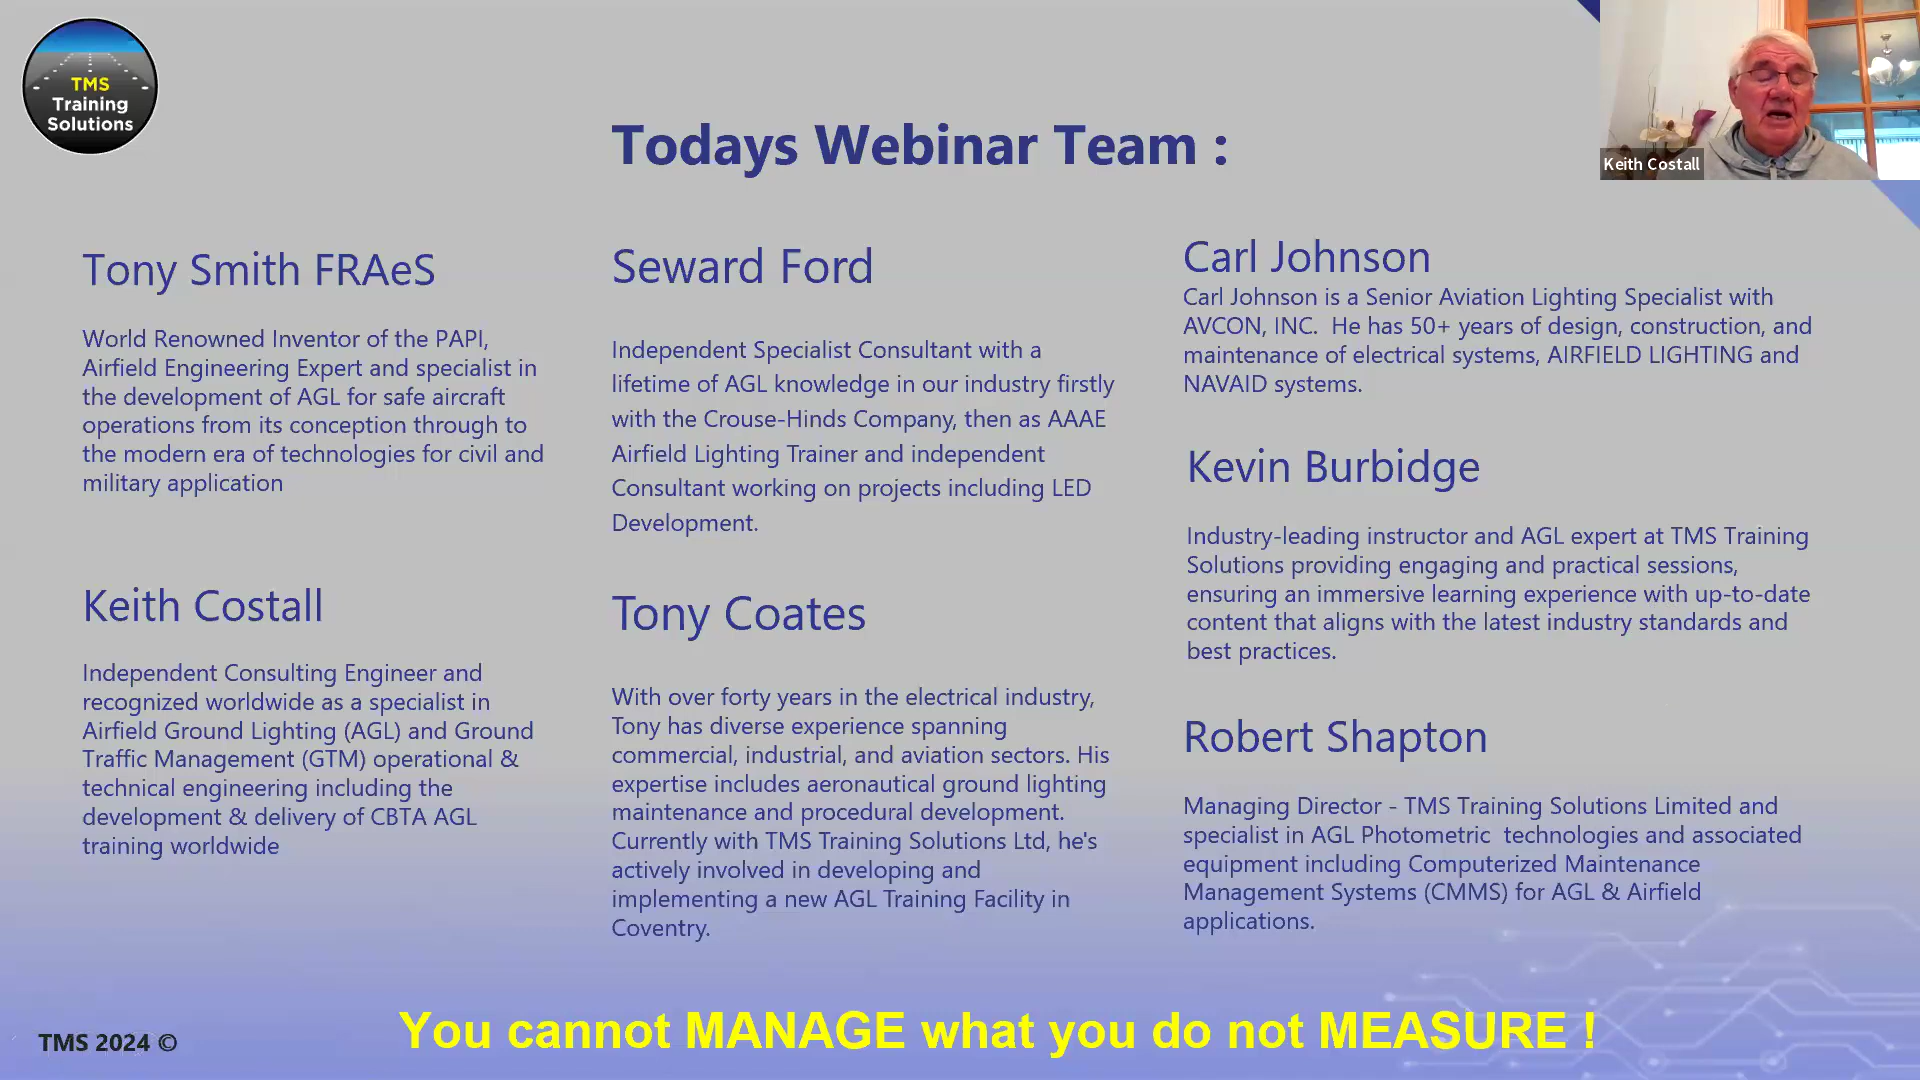 TMS
Training
Solutions
Todays Webinar Team :
Keith Costall
Tony Smith FRAeS
World Renowned Inventor of the PAPI,
Airfield Engineering Expert and specialist in
the development of AGL for safe aircraft
operations from its conception through to
the modern era of technologies for civil and
military application
Keith Costall
Independent Consulting Engineer and
recognized worldwide as a specialist in
Airfield Ground Lighting (AGL) and Ground
Traffic Management (GTM) operational &
technical engineering including the
development & delivery of CBTA AGL
training worldwide
Seward Ford
Independent Specialist Consultant with a
lifetime of AGL knowledge in our industry firstly
with the Crouse-Hinds Company, then as AAAE
Airfield Lighting Trainer and independent
Consultant working on projects including LED
Development.
Tony Coates
With over forty years in the electrical industry,
Tony has diverse experience spanning
commercial, industrial, and aviation sectors. His
expertise includes aeronautical ground lighting
maintenance and procedural development.
Currently with TMS Training Solutions Ltd, he's
actively involved in developing and
implementing a new AGL Training Facility in
Coventry.
Carl Johnson
Carl Johnson is a Senior Aviation Lighting Specialist with
AVCON, INC.  He has 50+ years of design, construction, and
maintenance of electrical systems, AIRFIELD LIGHTING and
NAVAID systems.
Kevin Burbidge
Industry-leading instructor and AGL expert at TMS Training
Solutions providing engaging and practical sessions,
ensuring an immersive learning experience with up-to-date
content that aligns with the latest industry standards and
best practices.
Robert Shapton
Managing Director - TMS Training Solutions Limited and
specialist in AGL Photometric  technologies and associated
equipment including Computerized Maintenance
Management Systems (CMMS) for AGL & Airfield
applications.
You cannot MANAGE what you do not MEASURE !
TMS 2024 ©